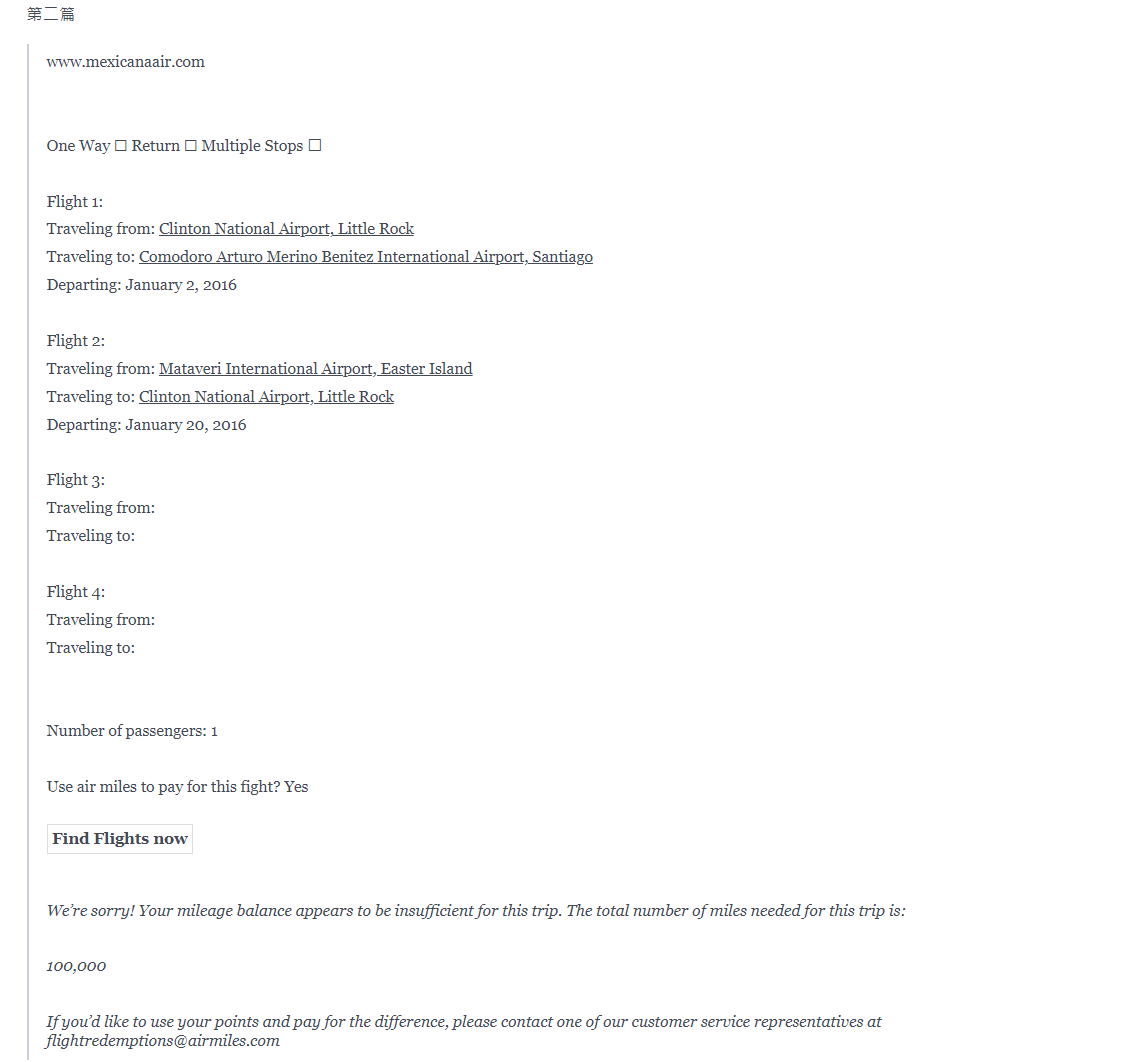 第二篇
www.mexicanaair.com
One Way ☐ Return ☐ Multiple Stops ☐
Flight 1:
Traveling from: Clinton National Airport, Little Rock
Traveling to: Comodoro Arturo Merino Benitez International Airport, Santiago
Departing: January 2, 2016
Flight 2:
Traveling from: Mataveri International Airport, Easter Island
Traveling to: Clinton National Airport, Little Rock
Departing: January 20, 2016
Flight 3:
Traveling from:
Traveling to:
Flight 4:
Traveling from:
Traveling to:
Number of passengers: 1
Use air miles to pay for this fight? Yes
Find Flights now
We’re sorry! Your mileage balance appears to be insufficient for this trip. The total number of miles needed for this trip is:
100,000
If you’d like to use your points and pay for the difference, please contact one of our customer service representatives at
flightredemptions@airmiles.com